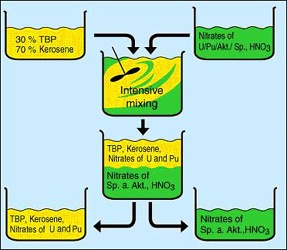 30 % TBP
70 % Kerosene
Nitrates of
U/Pu/Akt./ Sp., HNO3
Intensive
mixing
TBP, Kerosene,
Nitrates of U and Pu
Nitrates of
Sp. a. Akt., HNO3
TBP, Kerosene,
Nitrates of
U and Pu
Nitrates of
Sp. a. Akt.,HNO3